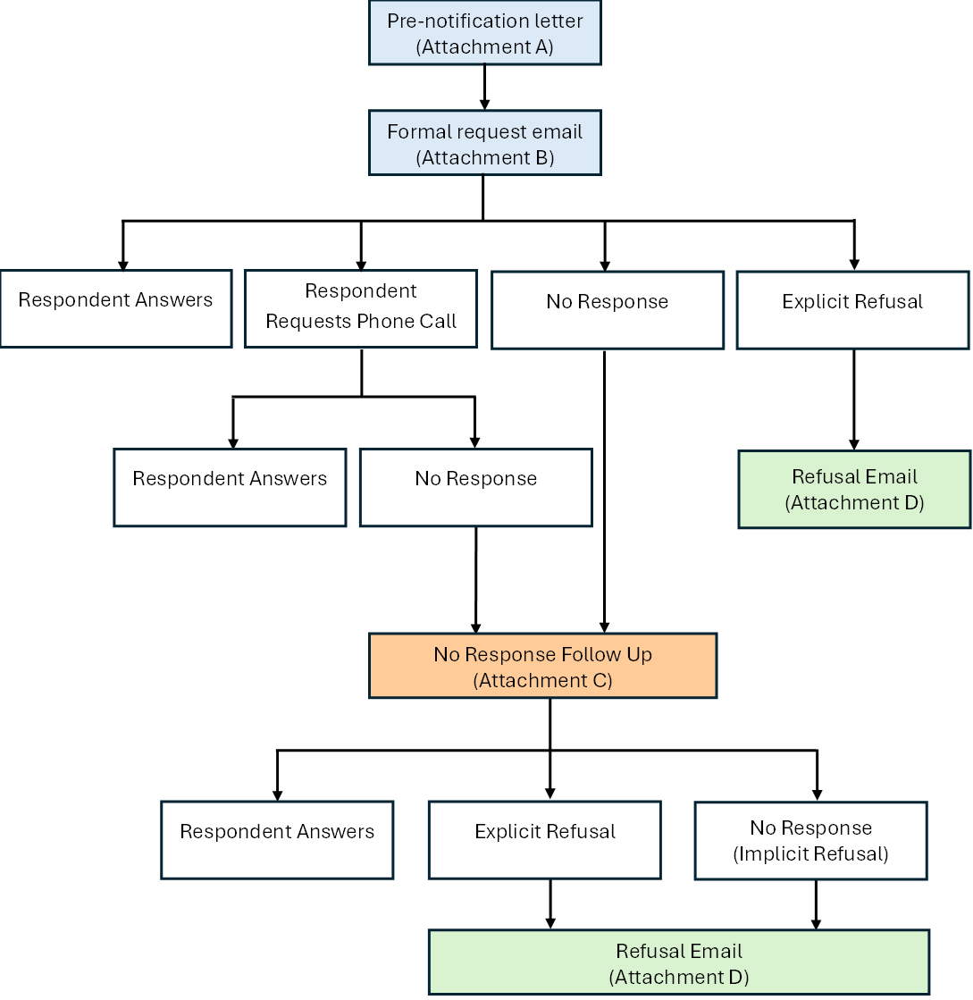 Pre-notification letter
(Attachment A)
Formal request email
(Attachment B)
Respondent Answers
Respondent
Requests Phone Call
No Response
Explicit Refusal
Respondent Answers
No Response
Refusal Email
(Attachment D)
No Response Follow Up
(Attachment C)
Respondent Answers
Explicit Refusal
No Response
(Implicit Refusal)
Refusal Email
(Attachment D)